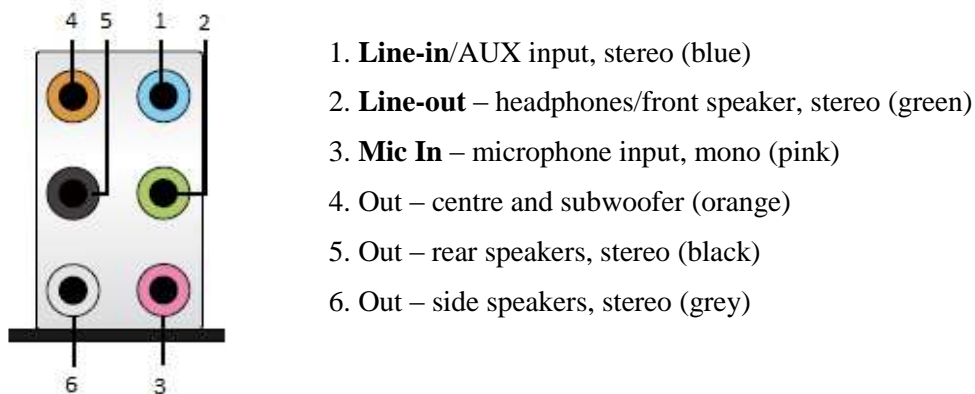 4 5 1 2
1. Line-in/AUX input, stereo (blue)
2. Line-out – headphones/front speaker, stereo (green)
3. Mic In – microphone input, mono (pink)
4. Out – centre and subwoofer (orange)
5. Out – rear speakers, stereo (black)
6. Out – side speakers, stereo (grey)
6 3